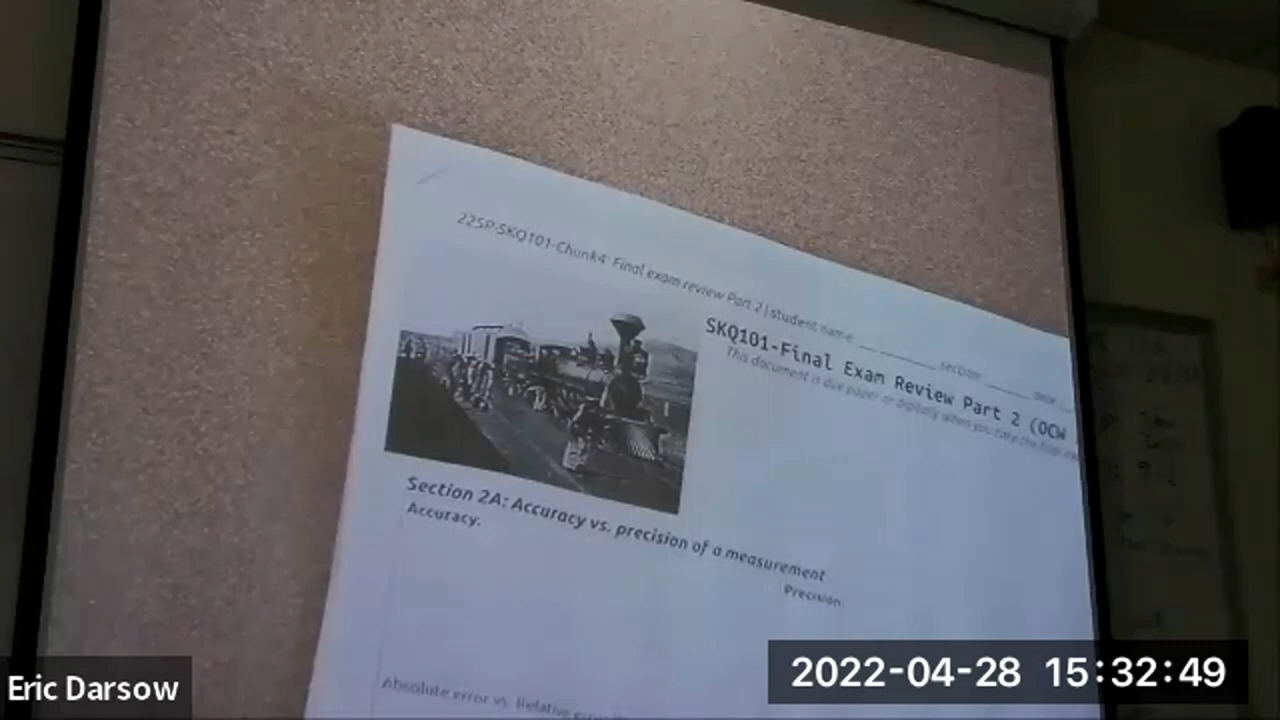 22SP-SKQ101-Chunk4: Final exam review Part 2 | student name section date
SKQ101-Final Exam Review Part 2 (OCW
This document is due paper or digitally when you take the final
Section 2A: Accuracy vs. precision of a measurement
Accuracy.
Precision
Absolute error vs. Relative error
Eric Darsow
2022-04-28 15:32:49